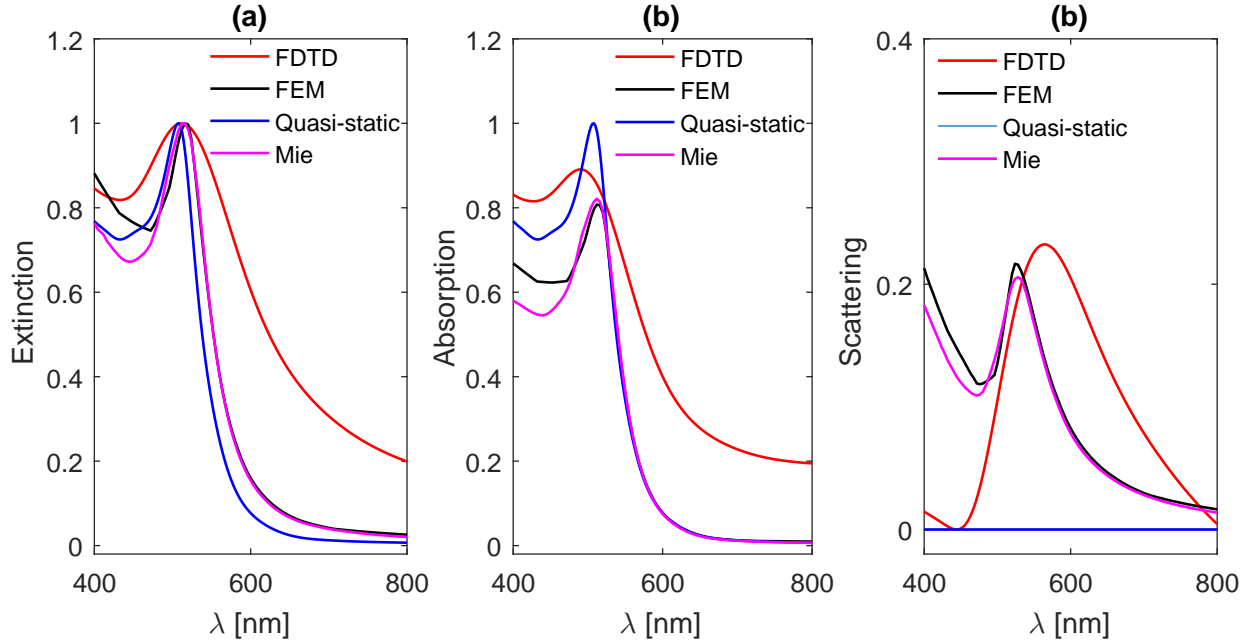 (a)
1.2
1
0.8
0.6
0.4
0.2
0
400
600
800
Extinction
λ [nm]
FDTD
FEM
Quasi-static
Mie
(b)
1.2
1
0.8
0.6
0.4
0.2
0
400
600
800
Absorption
λ [nm]
FDTD
FEM
Quasi-static
Mie
(b)
0.4
0.2
0
400
600
800
Scattering
λ [nm]
FDTD
FEM
Quasi-static
Mie